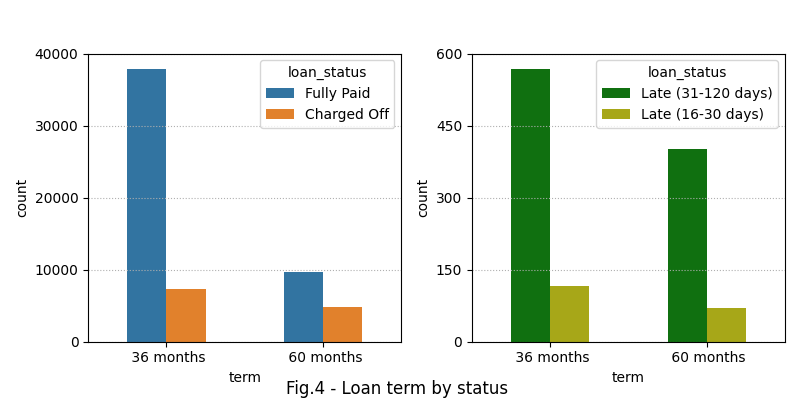 40000
30000
20000
10000
0
count
loan_status
Fully Paid
Charged Off
36 months
60 months
term
600
450
300
150
0
count
loan_status
Late (31-120 days)
Late (16-30 days)
36 months
60 months
term
Fig.4 - Loan term by status